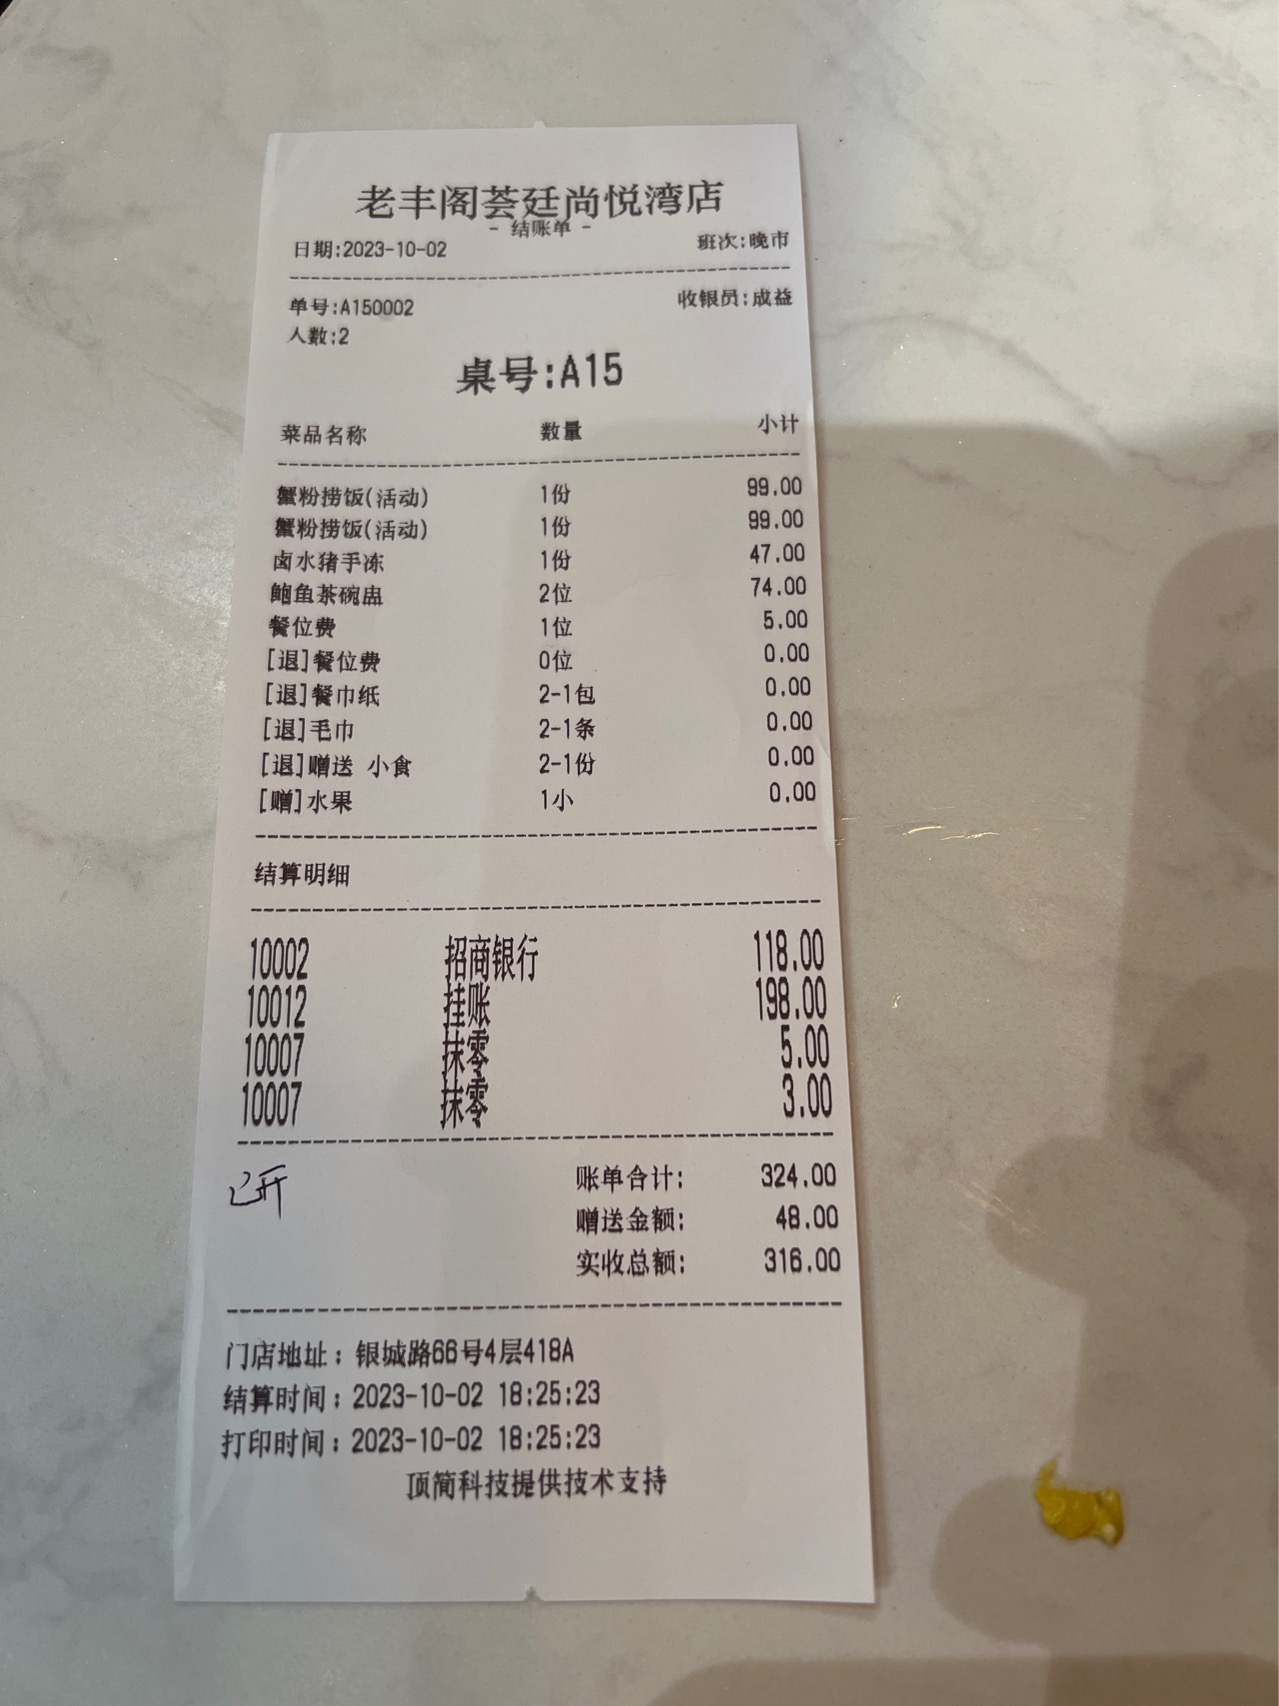 老丰阁荟廷尚悦湾店
- 结账单 -
日期:2023-10-02 班次:晚市
单号:A150002 收银员:成益
人数:2
桌号:A15
菜品名称 数量 小计
蟹粉捞饭(活动) 1份 99.00
蟹粉捞饭(活动) 1份 99.00
卤水猪手冻 1份 47.00
鲍鱼茶碗盅 2位 74.00
餐位费 1位 5.00
[退]餐位费 0位 0.00
[退]餐巾纸 2-1包 0.00
[退]毛巾 2-1条 0.00
[退]赠送 小食 2-1份 0.00
[赠]水果 1小 0.00
结算明细
10002 招商银行 118.00
10012 挂账 198.00
10007 抹零 5.00
10007 抹零 3.00
已开
账单合计: 324.00
赠送金额: 48.00
实收总额: 316.00
门店地址：银城路66号4层418A
结算时间：2023-10-02 18:25:23
打印时间：2023-10-02 18:25:23
顶简科技提供技术支持